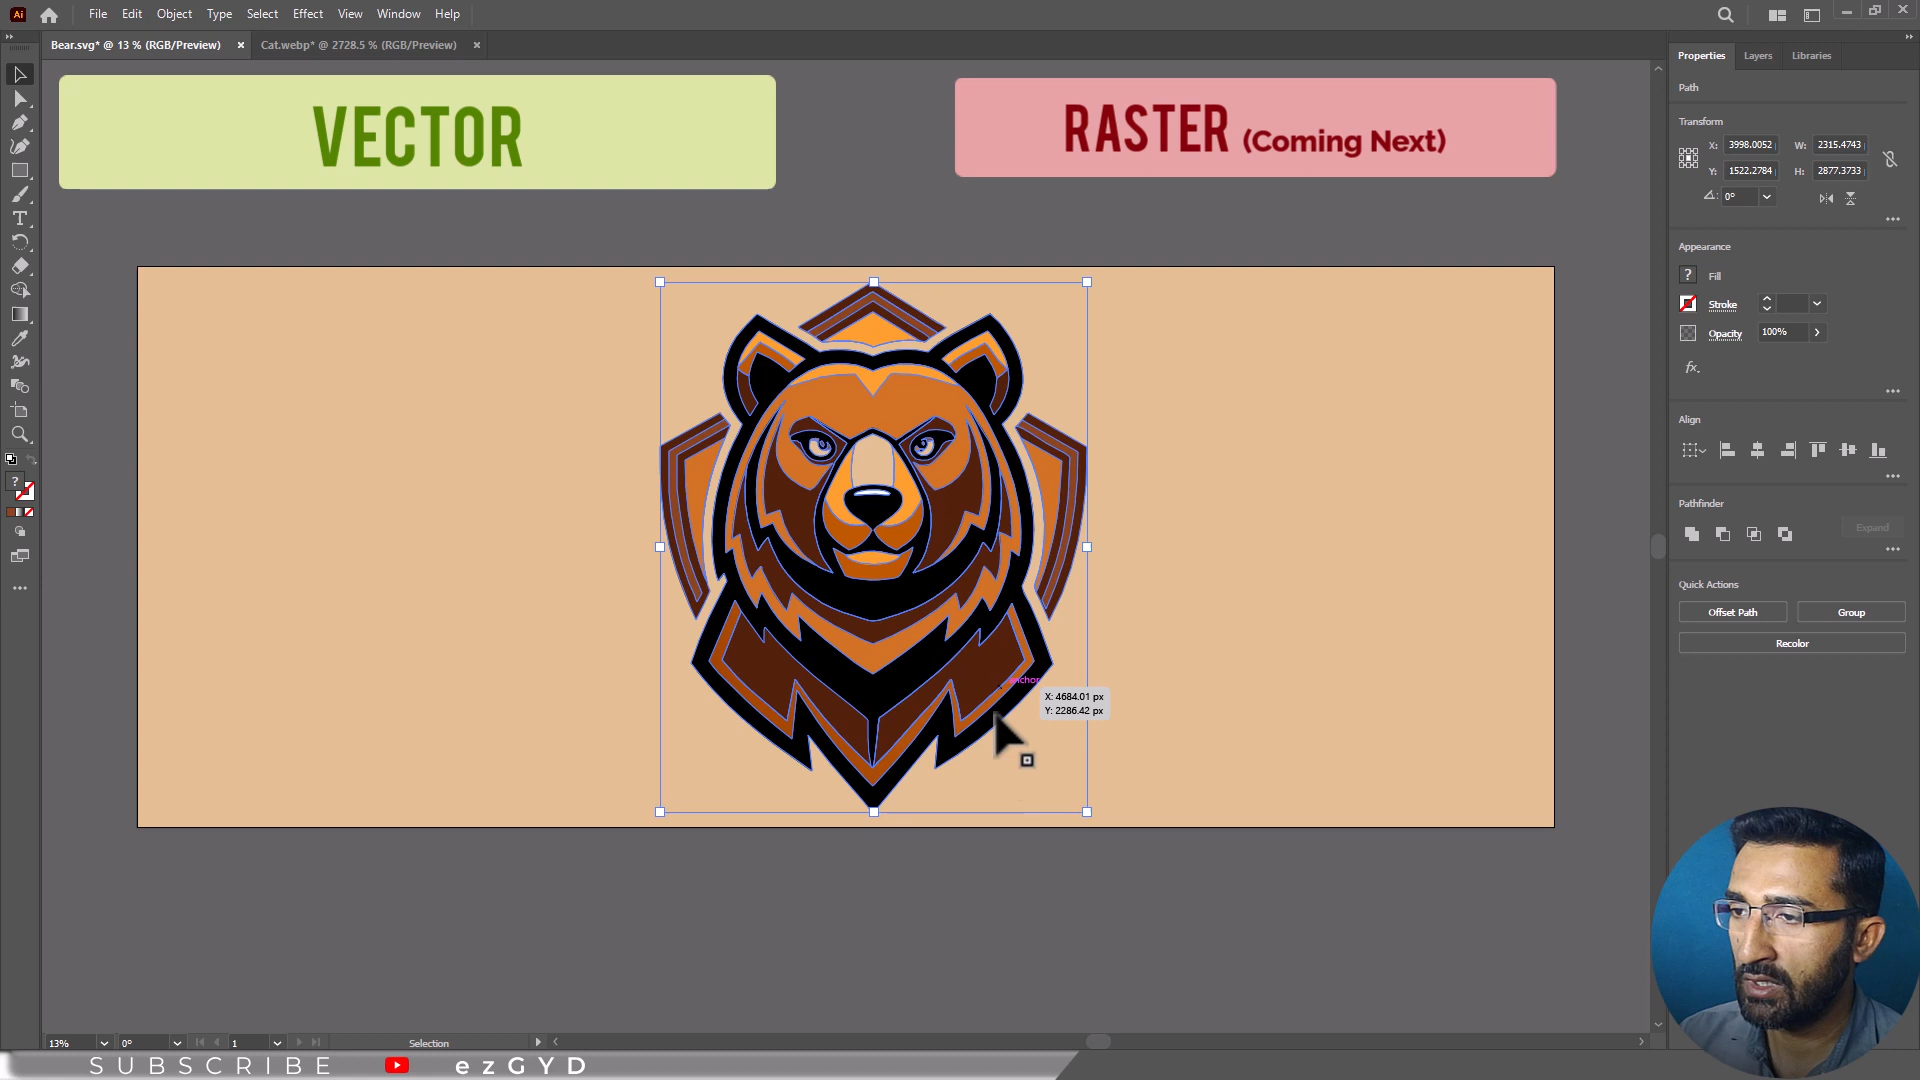 Ai File Edit Object Type Select Effect View Window Help
Bear.svg* @ 13 % (RGB/Preview) × Cat.webp* @ 2728.5 % (RGB/Preview) ×
VECTOR
RASTER (Coming Next)
Properties Layers Libraries
Path
Transform
X: 3998.0052 W: 2315.4743
Y: 1522.2784 H: 2877.3733
0°
Appearance
? Fill
Stroke
Opacity 100%
fx.
Align
Pathfinder
Expand
Quick Actions
Offset Path Group
Recolor
anchor
X: 4684.01 px
Y: 2286.42 px
?
13% 0° 1 Selection
SUBSCRIBE ezGYD